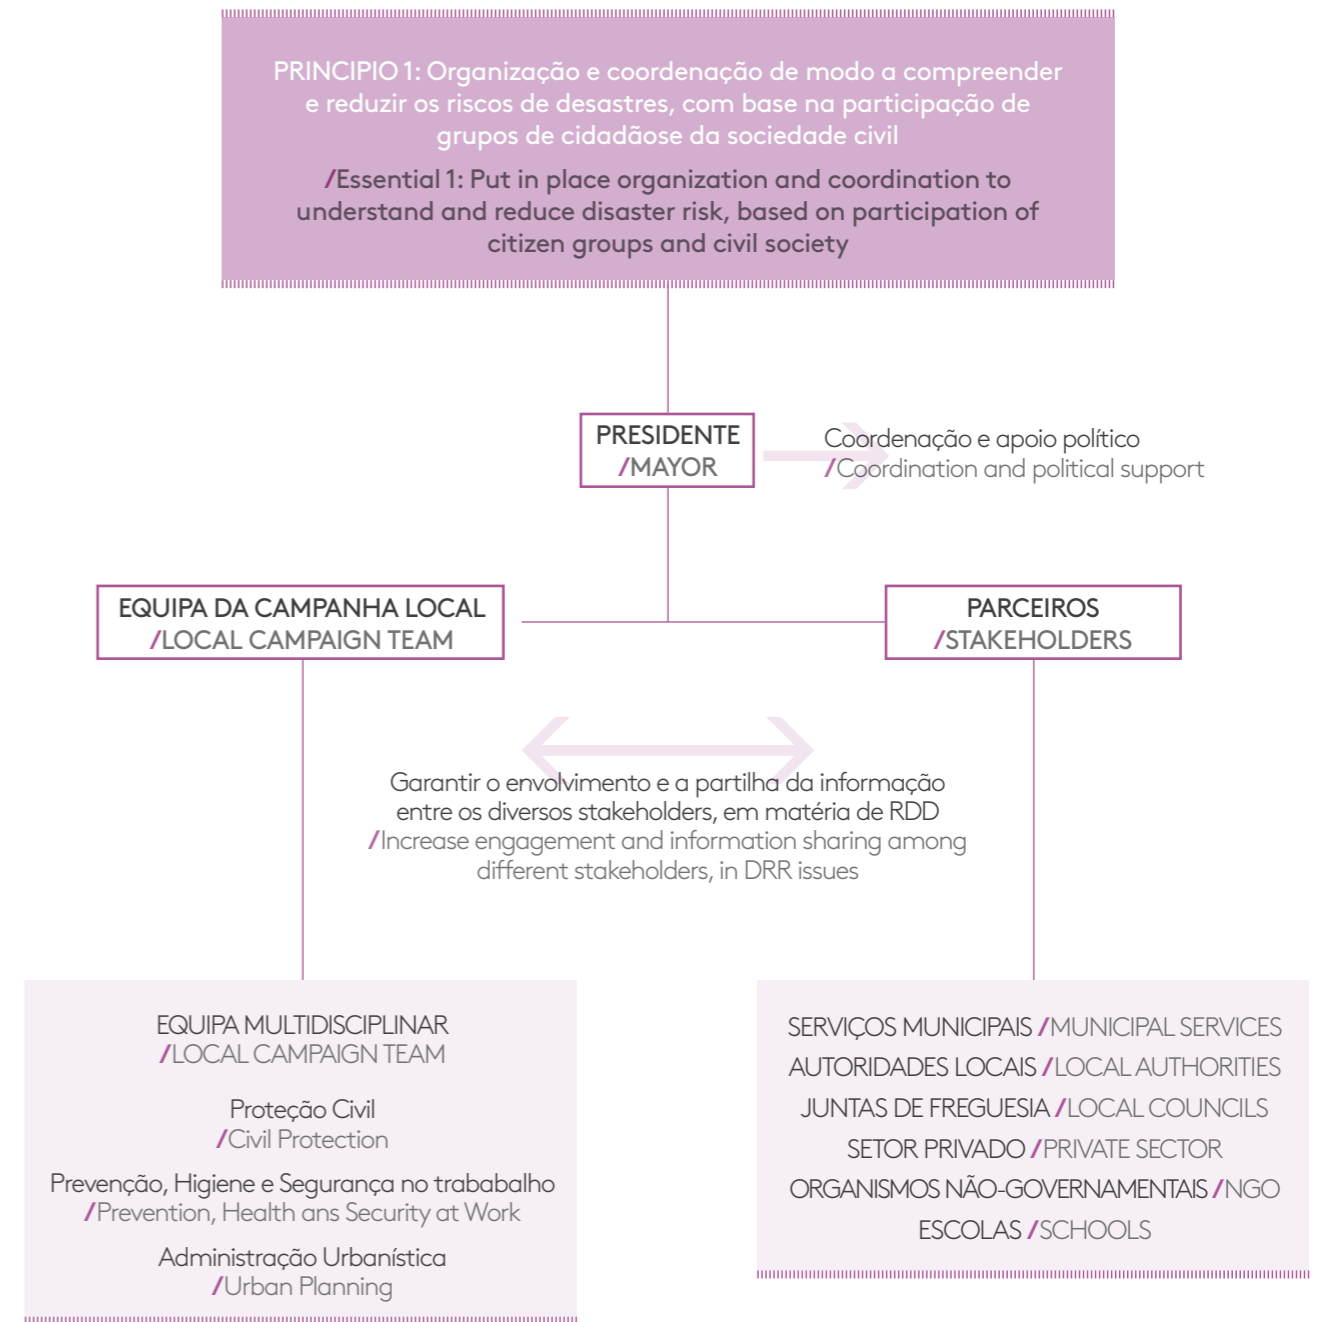 PRINCIPIO 1: Organização e coordenação de modo a compreender
e reduzir os riscos de desastres, com base na participação de
grupos de cidadãose da sociedade civil
/Essential 1: Put in place organization and coordination to
understand and reduce disaster risk, based on participation of
citizen groups and civil society
PRESIDENTE
/MAYOR
Coordenação e apoio político
/Coordination and political support
EQUIPA DA CAMPANHA LOCAL
/LOCAL CAMPAIGN TEAM
PARCEIROS
/STAKEHOLDERS
Garantir o envolvimento e a partilha da informação
entre os diversos stakeholders, em matéria de RDD
/Increase engagement and information sharing among
different stakeholders, in DRR issues
EQUIPA MULTIDISCIPLINAR
/LOCAL CAMPAIGN TEAM
Proteção Civil
/Civil Protection
Prevenção, Higiene e Segurança no trababalho
/Prevention, Health ans Security at Work
Administração Urbanística
/Urban Planning
SERVIÇOS MUNICIPAIS /MUNICIPAL SERVICES
AUTORIDADES LOCAIS /LOCAL AUTHORITIES
JUNTAS DE FREGUESIA /LOCAL COUNCILS
SETOR PRIVADO /PRIVATE SECTOR
ORGANISMOS NÃO-GOVERNAMENTAIS /NGO
ESCOLAS /SCHOOLS